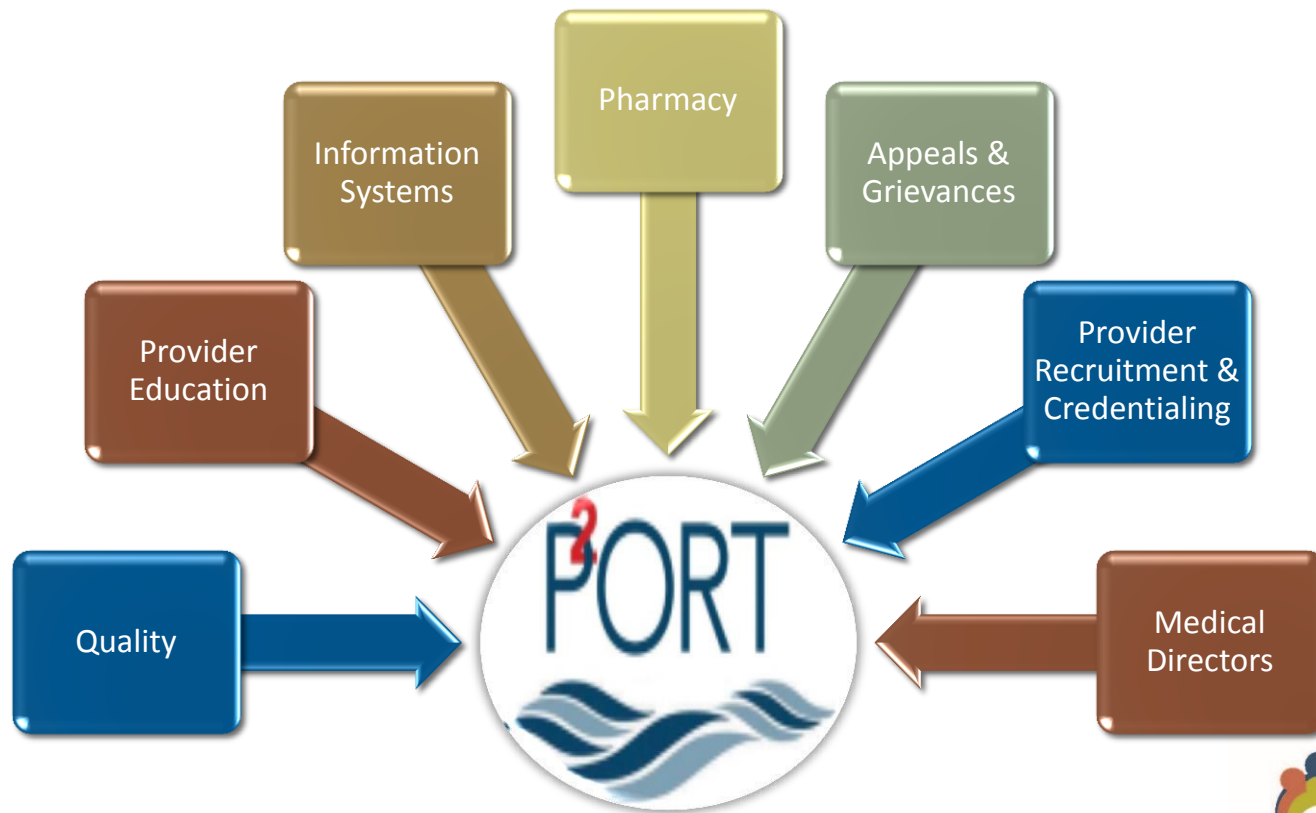 Pharmacy
Information
Systems
Appeals &
Grievances
Provider
Education
Provider
Recruitment &
Credentialing
P²ORT
Quality
Medical
Directors